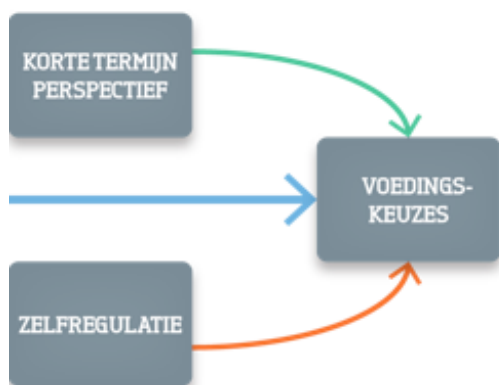 KORTE TERMIJN
PERSPECTIEF
VOEDINGS-
KEUZES
ZELFREGULATIE